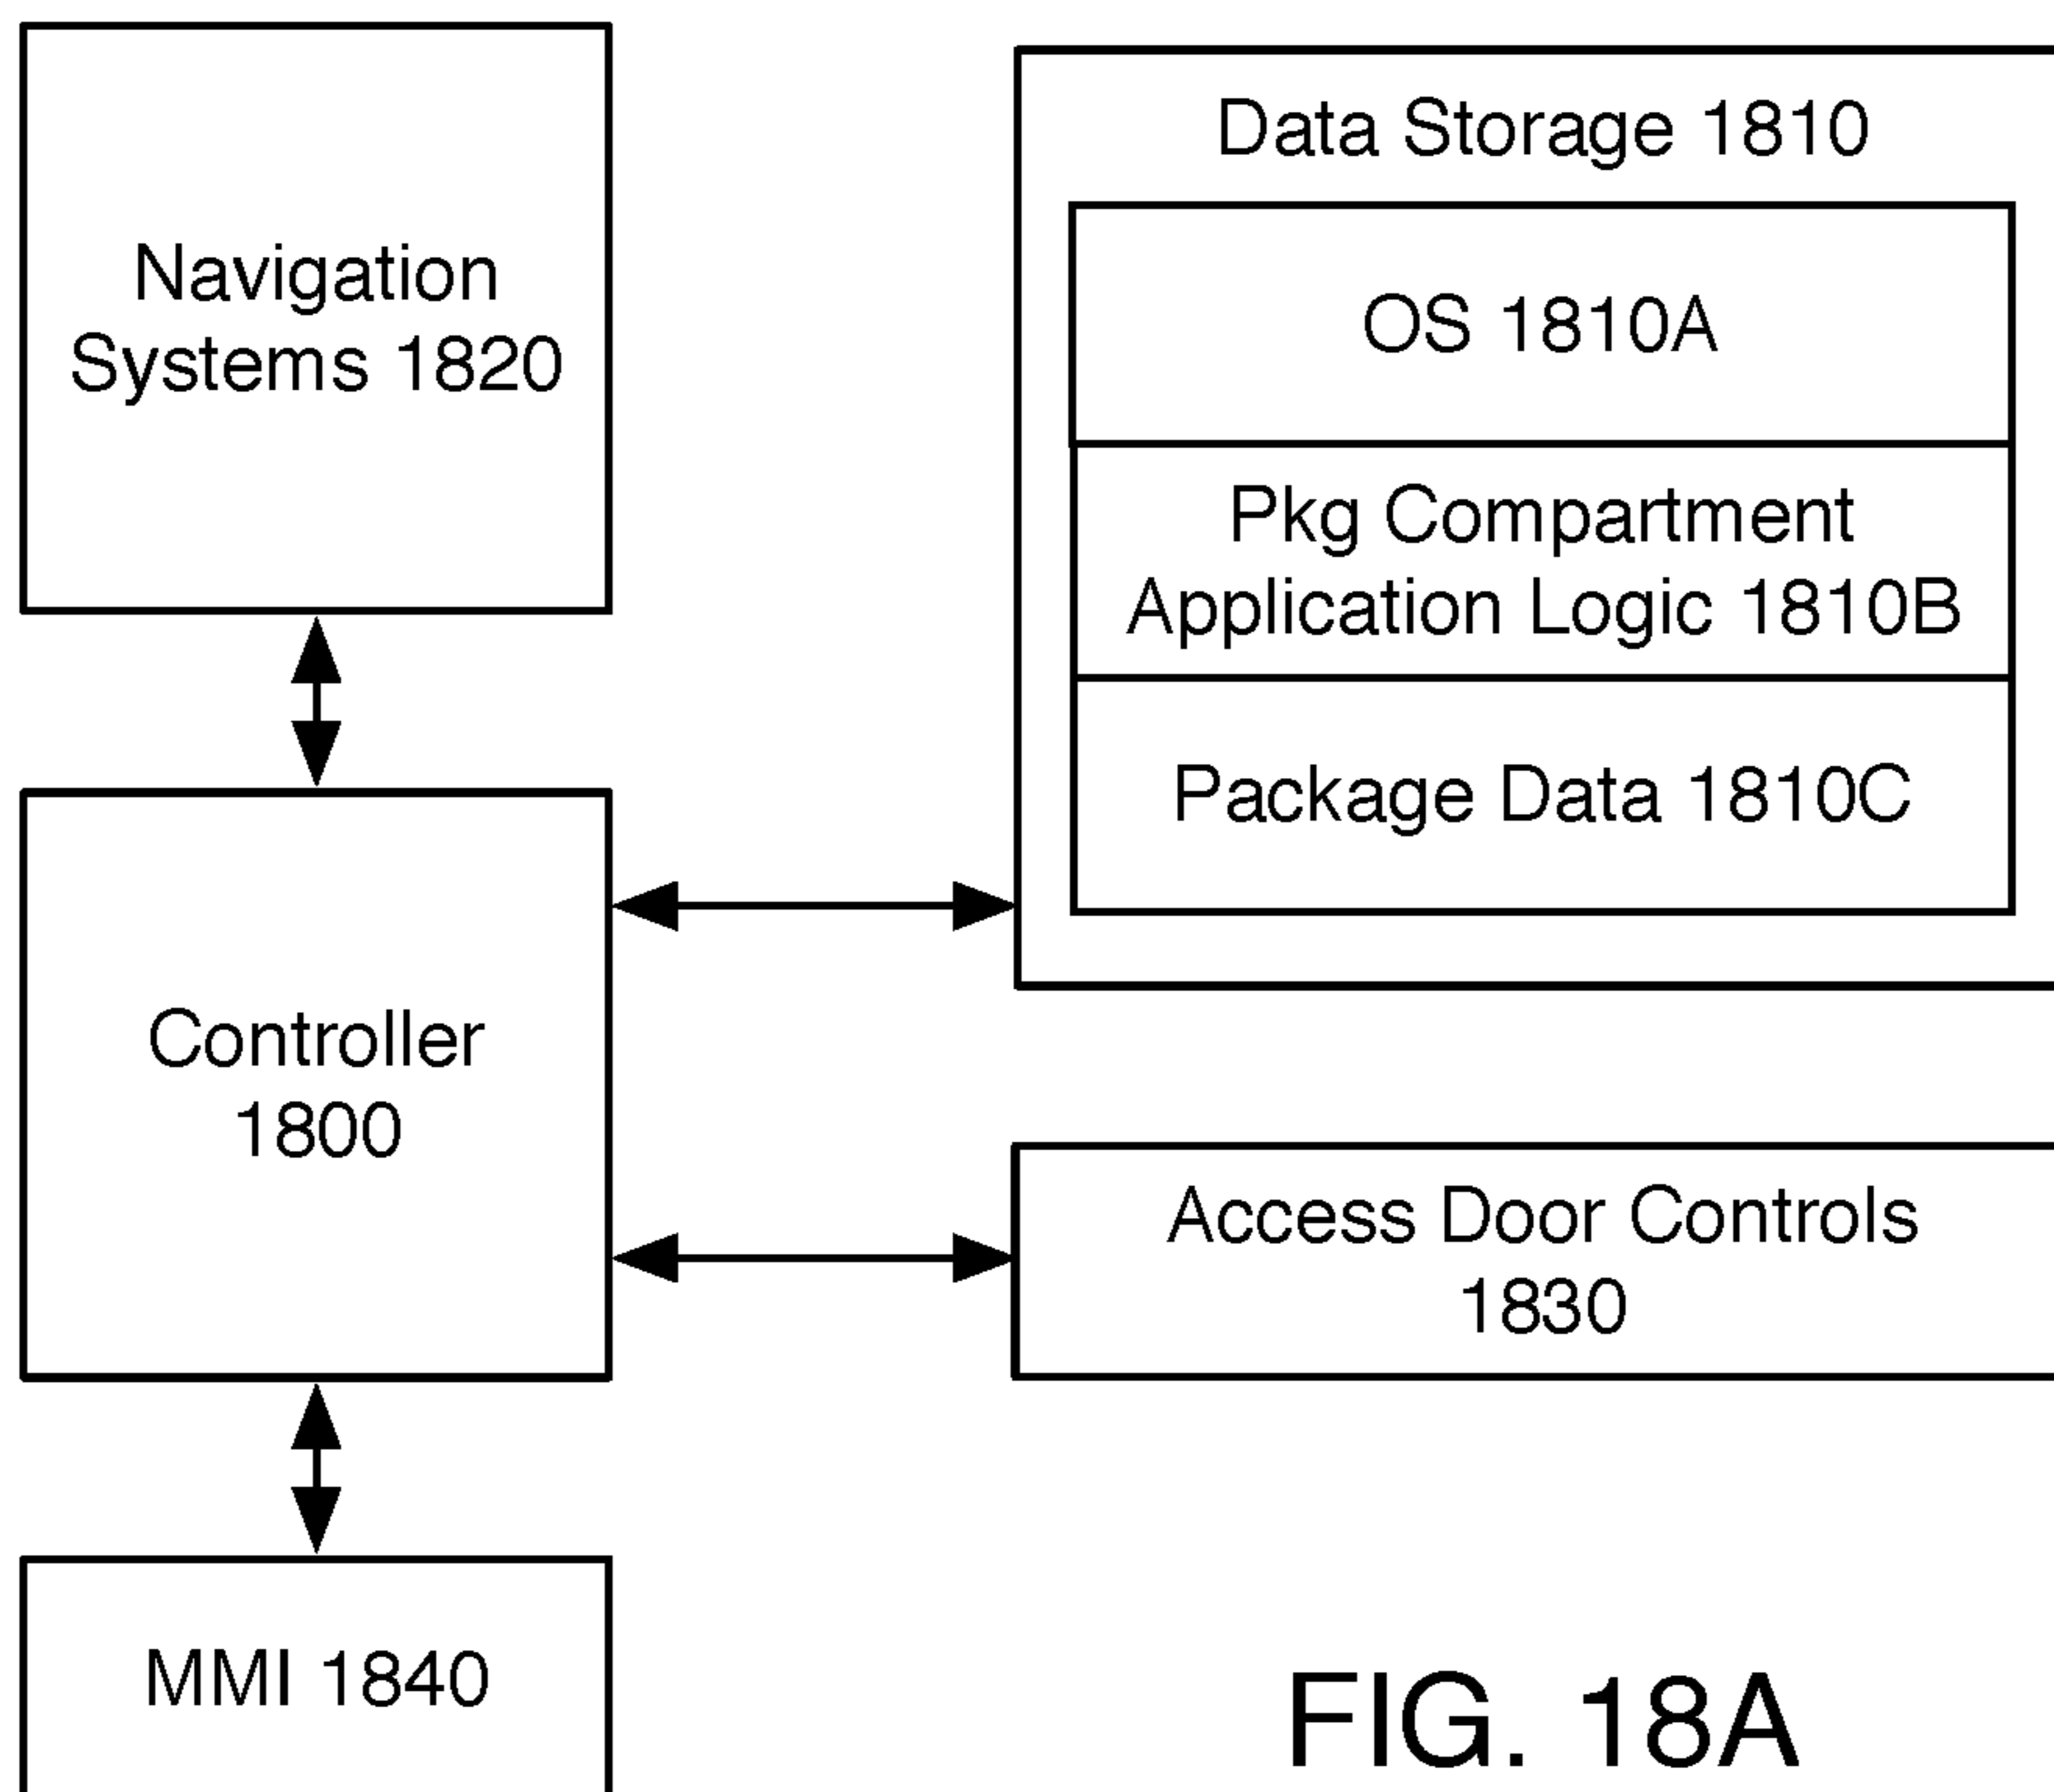 Navigation
Systems 1820
Data Storage 1810
OS 1810A
Pkg Compartment
Application Logic 1810B
Package Data 1810C
Controller
1800
Access Door Controls
1830
MMI 1840
FIG. 18A